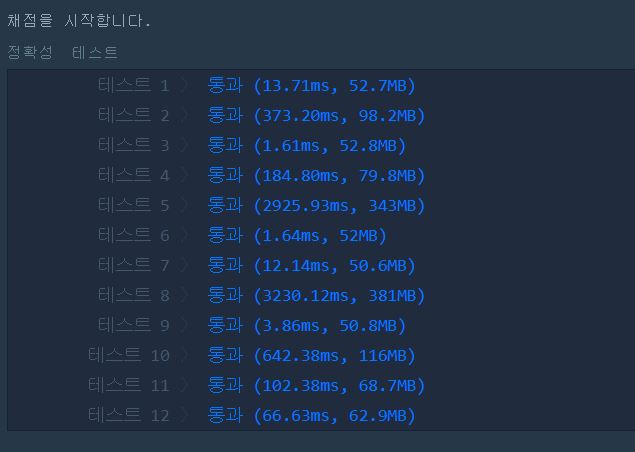 채점을 시작합니다.
정확성 테스트
테스트 1 〉 통과 (13.71ms, 52.7MB)
테스트 2 〉 통과 (373.20ms, 98.2MB)
테스트 3 〉 통과 (1.61ms, 52.8MB)
테스트 4 〉 통과 (184.80ms, 79.8MB)
테스트 5 〉 통과 (2925.93ms, 343MB)
테스트 6 〉 통과 (1.64ms, 52MB)
테스트 7 〉 통과 (12.14ms, 50.6MB)
테스트 8 〉 통과 (3230.12ms, 381MB)
테스트 9 〉 통과 (3.86ms, 50.8MB)
테스트 10 〉 통과 (642.38ms, 116MB)
테스트 11 〉 통과 (102.38ms, 68.7MB)
테스트 12 〉 통과 (66.63ms, 62.9MB)